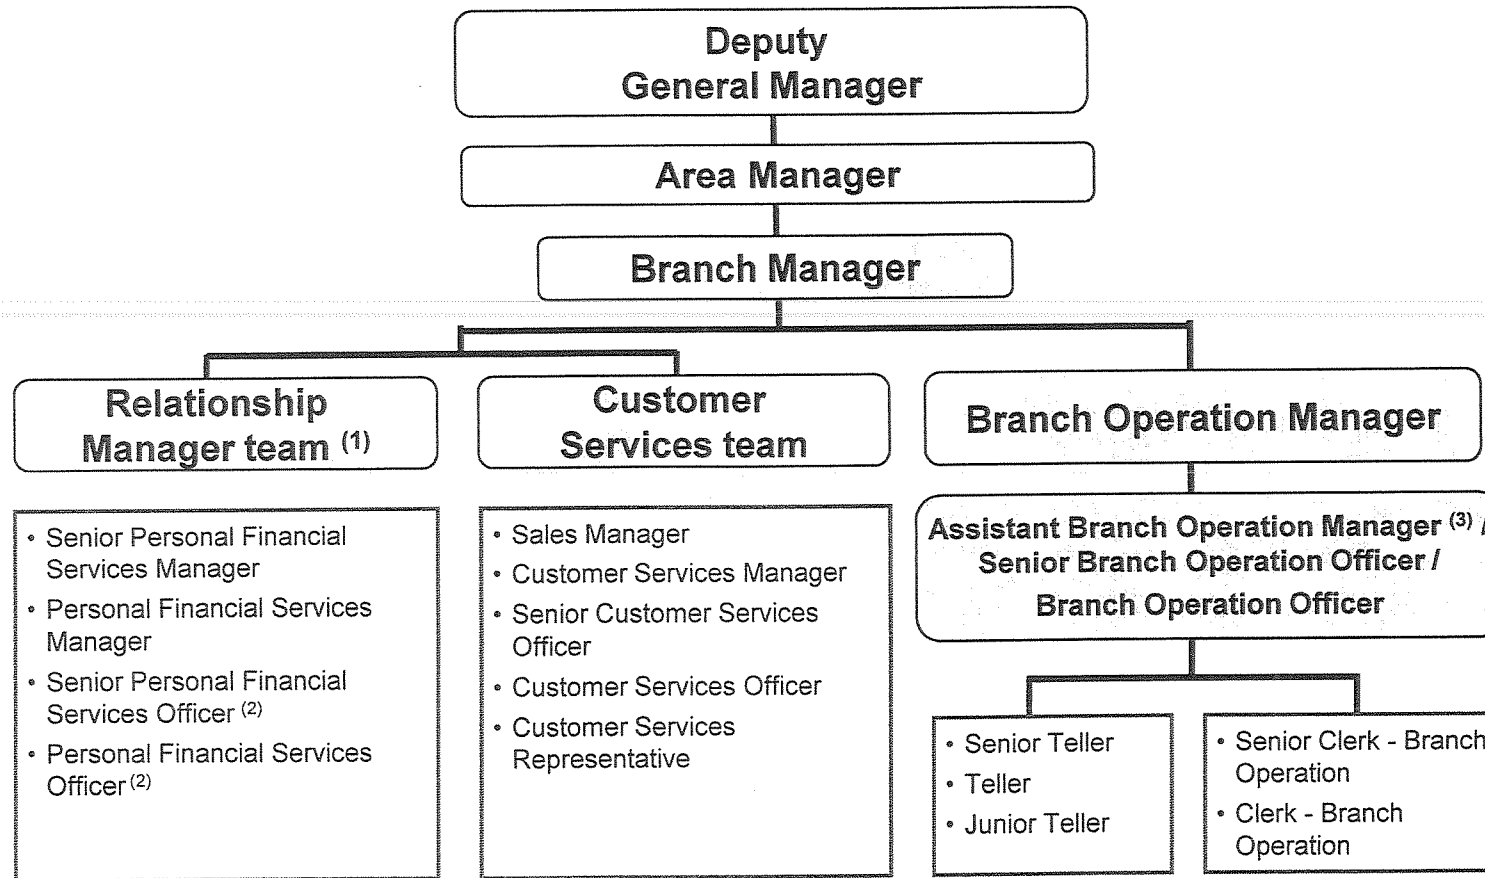 Deputy
General Manager
Area Manager
Branch Manager
Relationship
Manager team (1)
Customer
Services team
Branch Operation Manager
• Senior Personal Financial
Services Manager
• Personal Financial Services
Manager
• Senior Personal Financial
Services Officer (2)
• Personal Financial Services
Officer (2)
• Sales Manager
• Customer Services Manager
• Senior Customer Services
Officer
• Customer Services Officer
• Customer Services
Representative
Assistant Branch Operation Manager (3) /
Senior Branch Operation Officer /
Branch Operation Officer
• Senior Teller
• Teller
• Junior Teller
• Senior Clerk - Branch
Operation
• Clerk - Branch
Operation